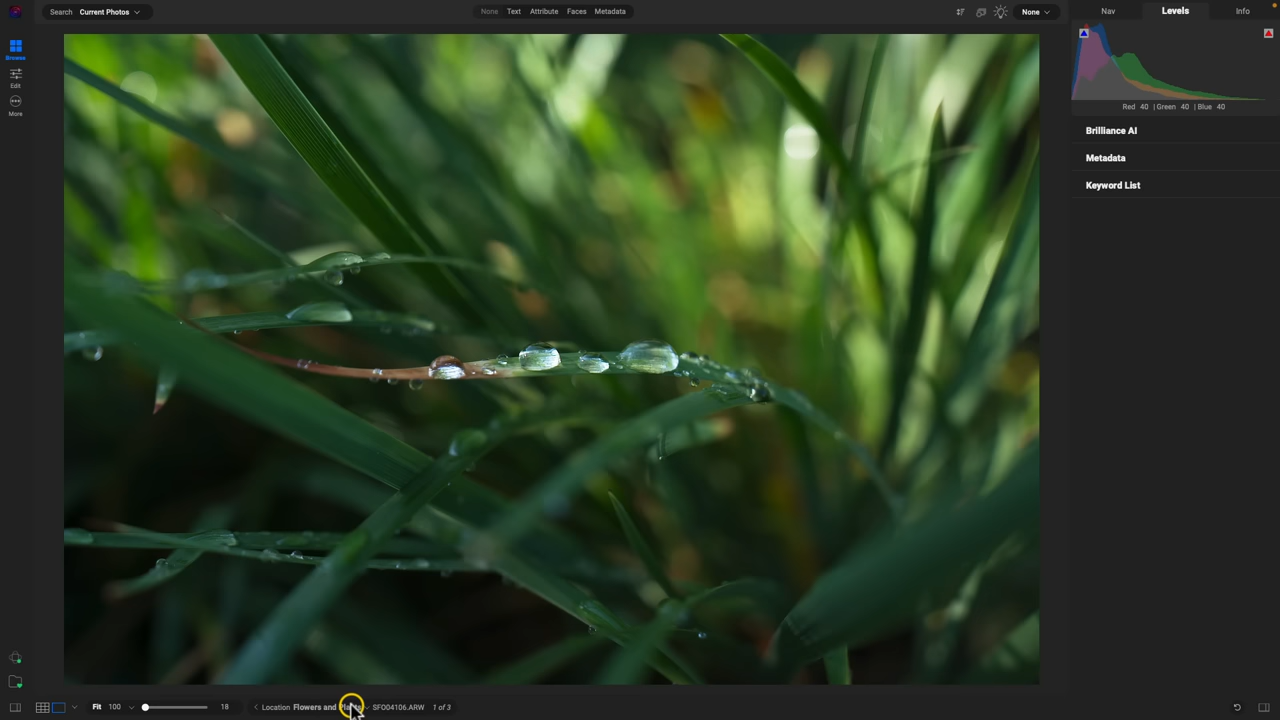 Search Current Photos
None Text Attribute Faces Metadata
None
Nav Levels Info
Browse
Edit
More
Red 40 | Green 40 | Blue 40
Brilliance AI
Metadata
Keyword List
Fit 100 18 Location Flowers and Plants SFO04106.ARW 1 of 3